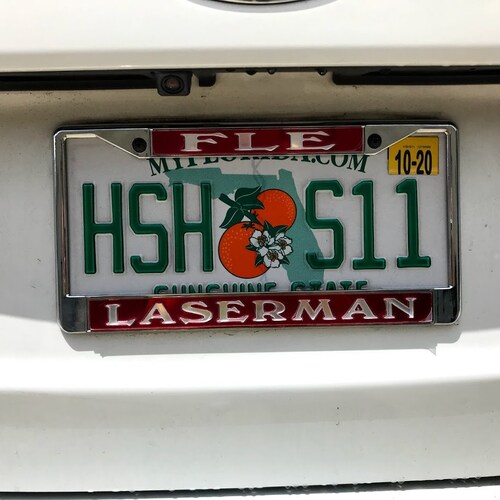 FLE
MYFLORIDA.COM
10-20
HSH S11
SUNSHINE STATE
LASERMAN